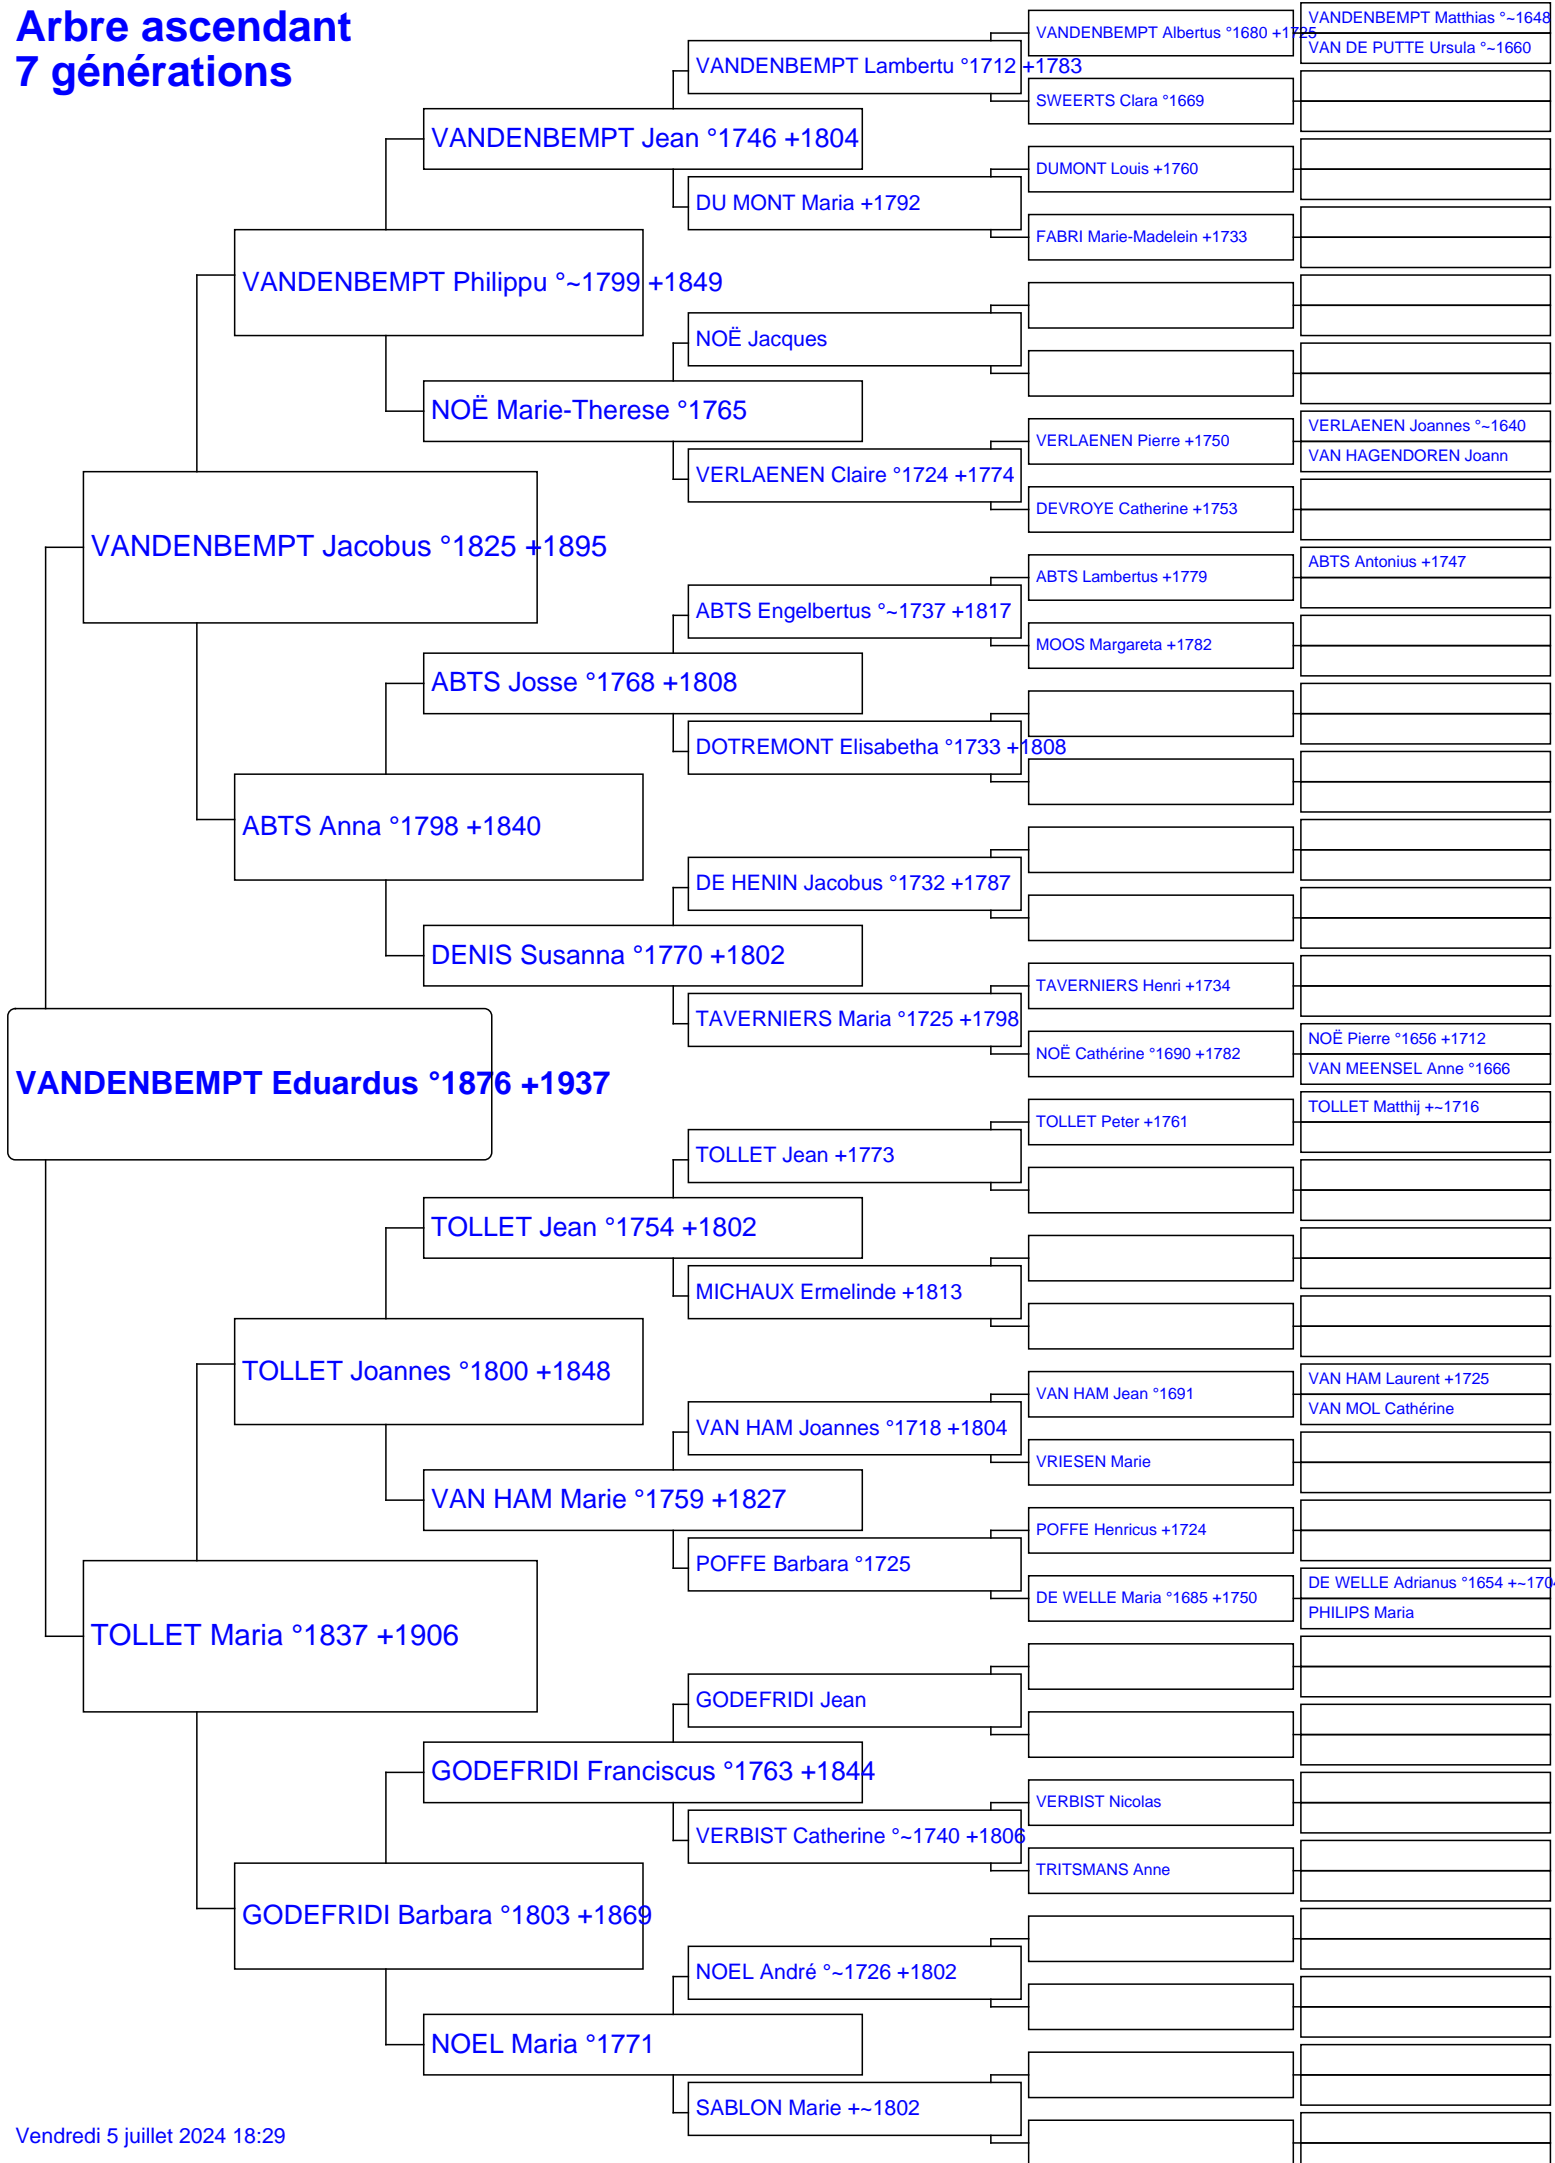 Arbre ascendant
7 générations
VANDENBEMPT Matthias °~1648
VANDENBEMPT Albertus °1680 +1725
VAN DE PUTTE Ursula °~1660
VANDENBEMPT Lambertu °1712 +1783
SWEERTS Clara °1669
VANDENBEMPT Jean °1746 +1804
DUMONT Louis +1760
DU MONT Maria +1792
FABRI Marie-Madelein +1733
VANDENBEMPT Philippu °~1799 +1849
NOË Jacques
NOË Marie-Therese °1765
VERLAENEN Joannes °~1640
VERLAENEN Pierre +1750
VAN HAGENDOREN Joann
VERLAENEN Claire °1724 +1774
DEVROYE Catherine +1753
VANDENBEMPT Jacobus °1825 +1895
ABTS Antonius +1747
ABTS Lambertus +1779
ABTS Engelbertus °~1737 +1817
MOOS Margareta +1782
ABTS Josse °1768 +1808
DOTREMONT Elisabetha °1733 +1808
ABTS Anna °1798 +1840
DE HENIN Jacobus °1732 +1787
DENIS Susanna °1770 +1802
TAVERNIERS Henri +1734
TAVERNIERS Maria °1725 +1798
NOË Pierre °1656 +1712
NOË Cathérine °1690 +1782
VAN MEENSEL Anne °1666
VANDENBEMPT Eduardus °1876 +1937
TOLLET Matthij +~1716
TOLLET Peter +1761
TOLLET Jean +1773
TOLLET Jean °1754 +1802
MICHAUX Ermelinde +1813
TOLLET Joannes °1800 +1848
VAN HAM Laurent +1725
VAN HAM Jean °1691
VAN MOL Cathérine
VAN HAM Joannes °1718 +1804
VRIESEN Marie
VAN HAM Marie °1759 +1827
POFFE Henricus +1724
POFFE Barbara °1725
DE WELLE Adrianus °1654 +~1704
DE WELLE Maria °1685 +1750
PHILIPS Maria
TOLLET Maria °1837 +1906
GODEFRIDI Jean
GODEFRIDI Franciscus °1763 +1844
VERBIST Nicolas
VERBIST Catherine °~1740 +1806
TRITSMANS Anne
GODEFRIDI Barbara °1803 +1869
NOEL André °~1726 +1802
NOEL Maria °1771
SABLON Marie +~1802
Vendredi 5 juillet 2024 18:29